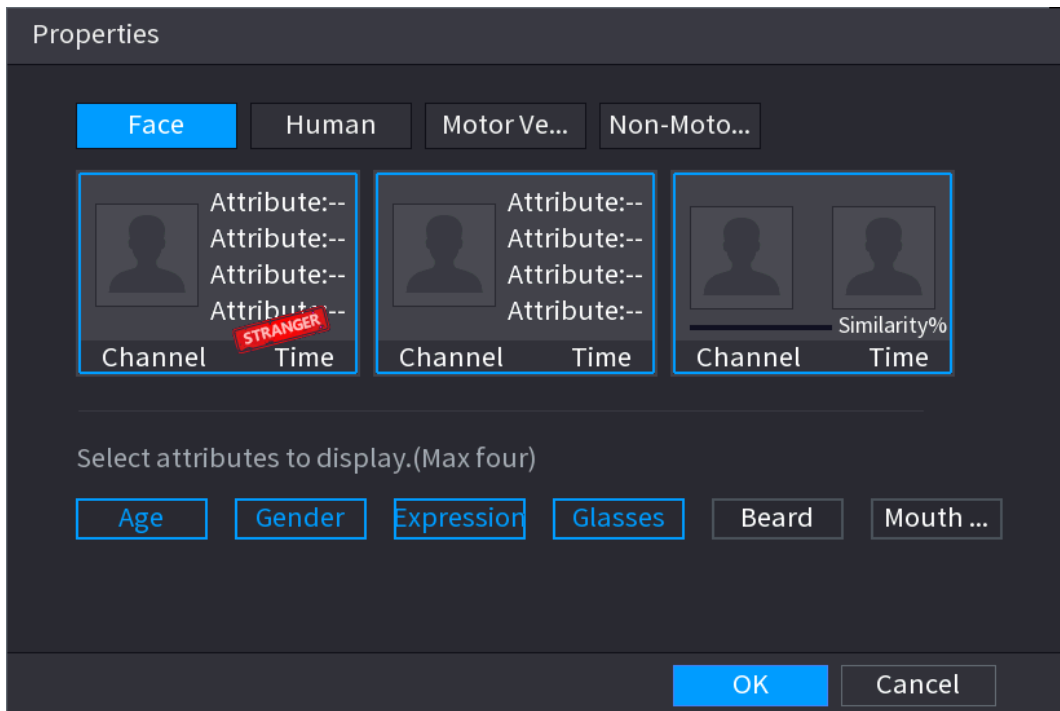 Properties
Face Human Motor Ve... Non-Moto...
Attribute:-- Attribute:--
Attribute:-- Attribute:--
Attribute:-- Attribute:--
Attribute:-- Attribute:--
STRANGER Similarity%
Channel Time Channel Time Channel Time
Select attributes to display.(Max four)
Age Gender Expression Glasses Beard Mouth ...
OK Cancel